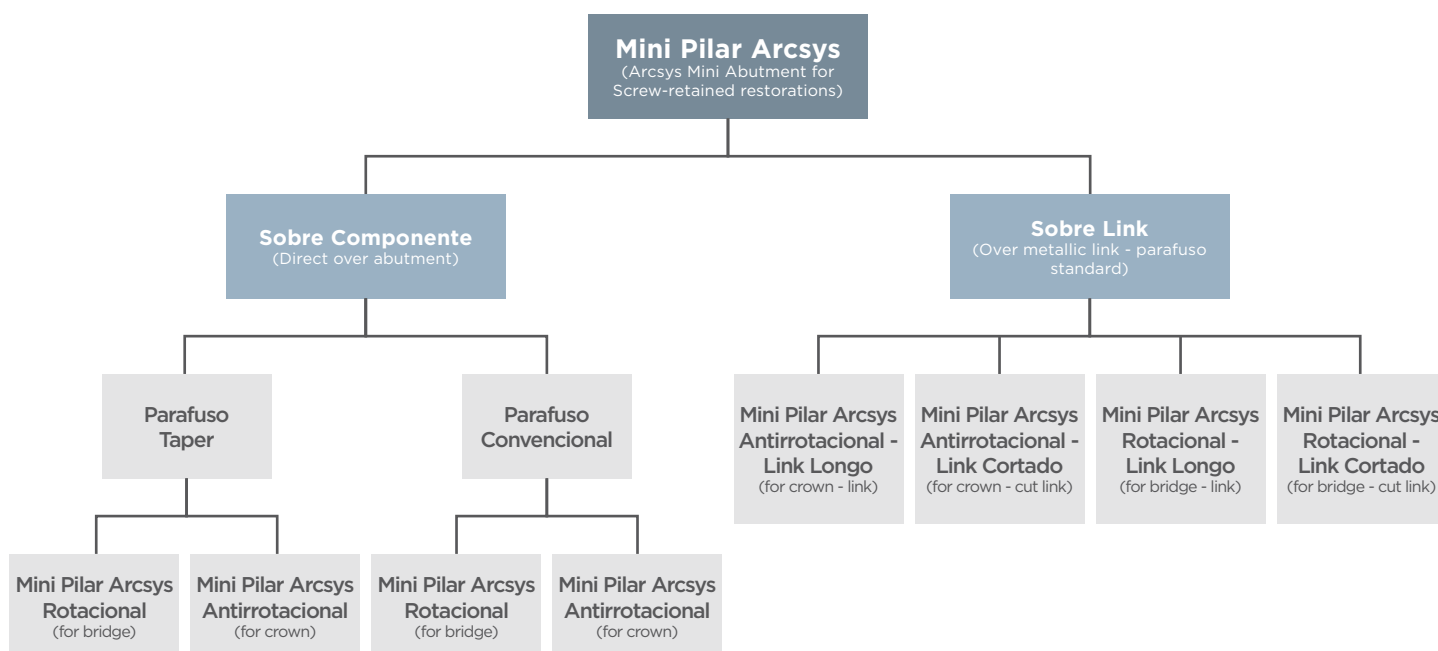 Mini Pilar Arcsys
(Arcsys Mini Abutment for
Screw-retained restorations)
Sobre Componente
(Direct over abutment)
Sobre Link
(Over metallic link - parafuso
standard)
Parafuso
Taper
Parafuso
Convencional
Mini Pilar Arcsys
Antirrotacional -
Link Longo
(for crown - link)
Mini Pilar Arcsys
Antirrotacional -
Link Cortado
(for crown - cut link)
Mini Pilar Arcsys
Rotacional -
Link Longo
(for bridge - link)
Mini Pilar Arcsys
Rotacional -
Link Cortado
(for bridge - cut link)
Mini Pilar Arcsys
Rotacional
(for bridge)
Mini Pilar Arcsys
Antirrotacional
(for crown)
Mini Pilar Arcsys
Rotacional
(for bridge)
Mini Pilar Arcsys
Antirrotacional
(for crown)